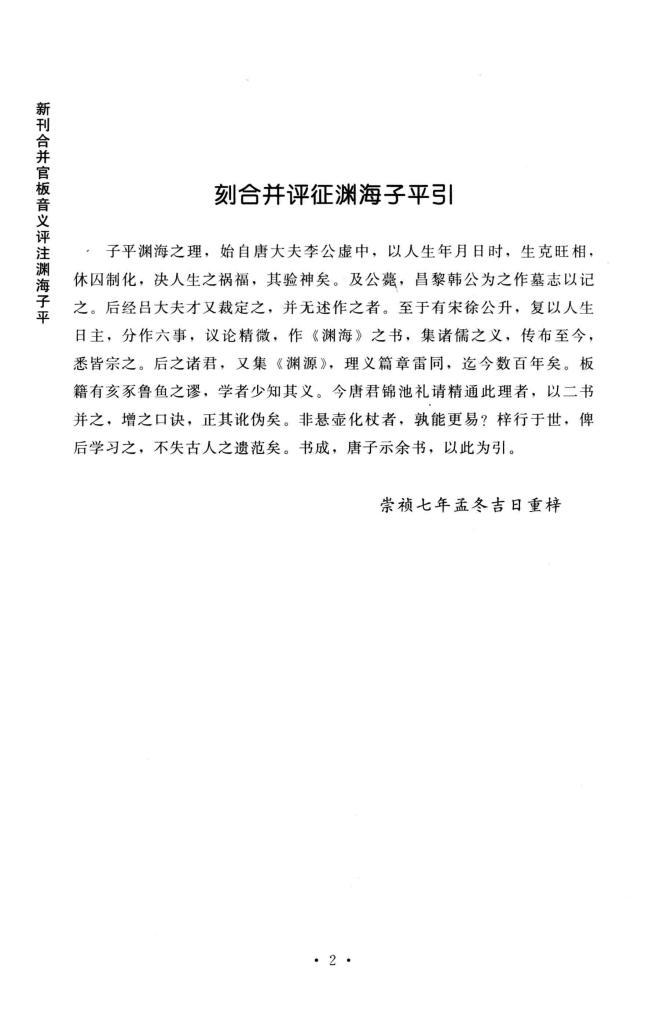 新刊合并官板音义评注渊海子平
刻合并评征渊海子平引
子平渊海之理，始自唐大夫李公虚中，以人生年月日时，生克旺相，
休囚制化，决人生之祸福，其验神矣。及公薨，昌黎韩公为之作墓志以记
之。后经吕大夫才又裁定之，并无述作之者。至于有宋徐公升，复以人生
日主，分作六事，议论精微，作《渊海》之书，集诸儒之义，传布至今，
悉皆宗之。后之诸君，又集《渊源》，理义篇章雷同，迄今数百年矣。板
籍有亥豕鲁鱼之谬，学者少知其义。今唐君锦池礼请精通此理者，以二书
并之，增之口诀，正其讹伪矣。非悬壶化杖者，孰能更易？梓行于世，俾
后学习之，不失古人之遗范矣。书成，唐子示余书，以此为引。
崇祯七年孟冬吉日重梓
· 2 ·